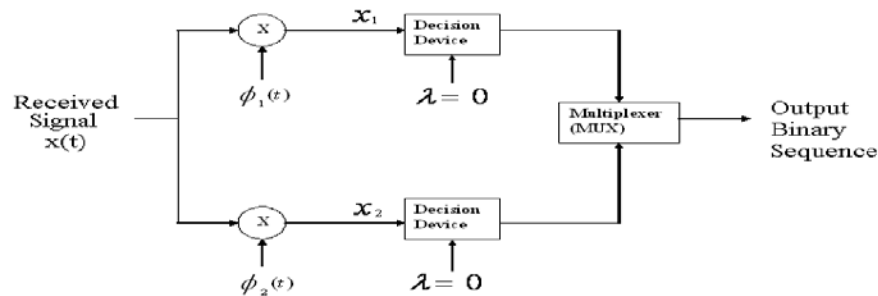 x
x₁
Decision
Device
ϕ₁(t)
λ = 0
Received
Signal
x(t)
Multiplexer
(MUX)
Output
Binary
Sequence
x
x₂
Decision
Device
ϕ₂(t)
λ = 0